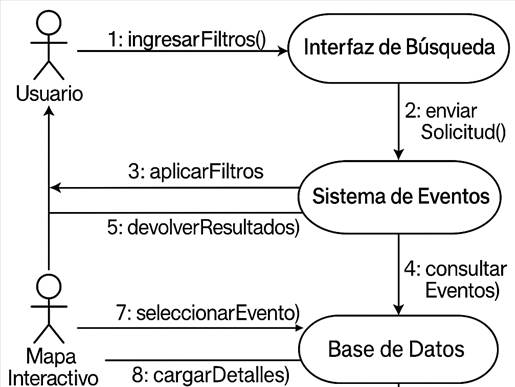 1: ingresarFiltros()
Interfaz de Búsqueda
Usuario
2: enviar
Solicitud()
3: aplicarFiltros
Sistema de Eventos
5: devolverResultados)
4: consultar
Eventos)
7: seleccionarEvento)
Base de Datos
Mapa
Interactivo
8: cargarDetalles)